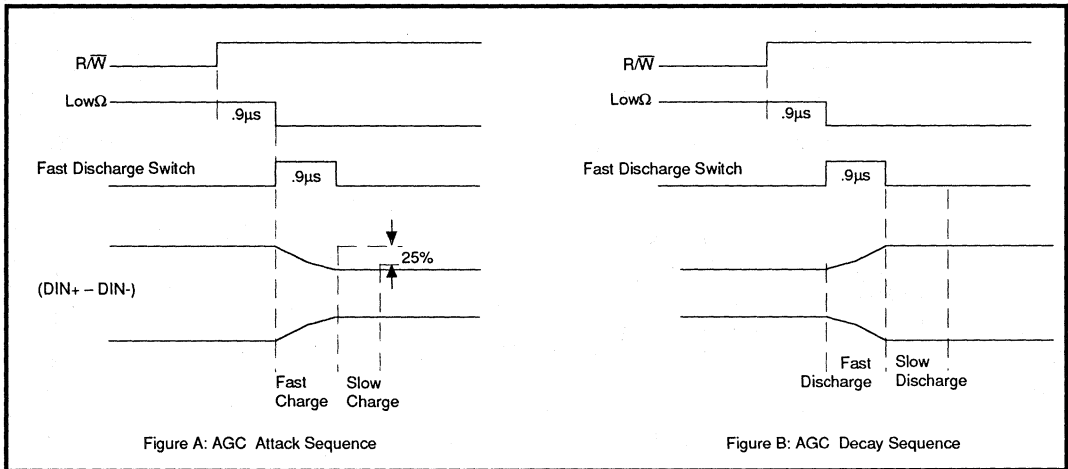 R/W̅
LowΩ
.9µs
Fast Discharge Switch
.9µs
25%
(DIN+ – DIN-)
Fast
Charge
Slow
Charge
Figure A: AGC Attack Sequence
R/W̅
LowΩ
.9µs
Fast Discharge Switch
.9µs
Fast
Discharge
Slow
Discharge
Figure B: AGC Decay Sequence